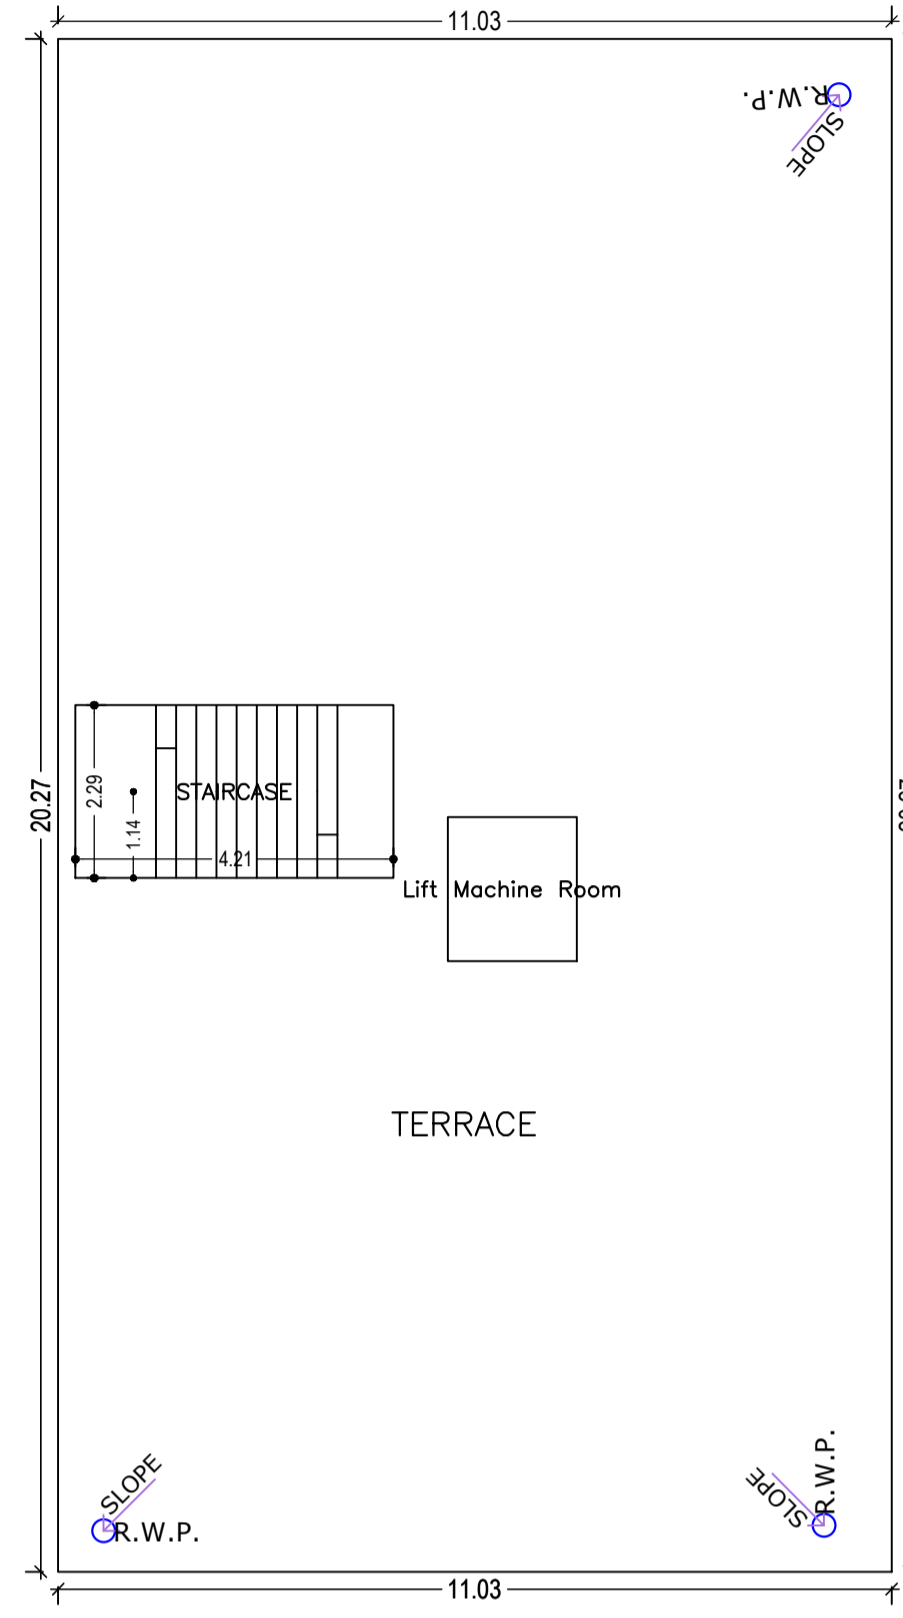 11.03
R.W.P.
SLOPE
2.29
STAIRCASE
20.27
1.14
4.21
Lift Machine Room
TERRACE
SLOPE
R.W.P.
SLOPE
R.W.P.
11.03